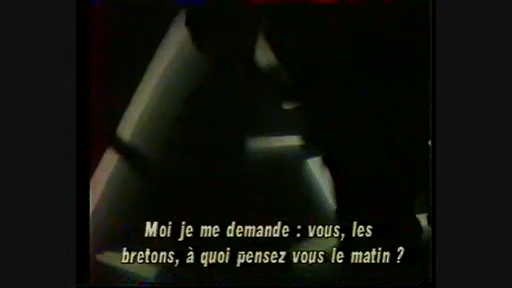 Moi je me demande : vous, les
bretons, à quoi pensez vous le matin ?